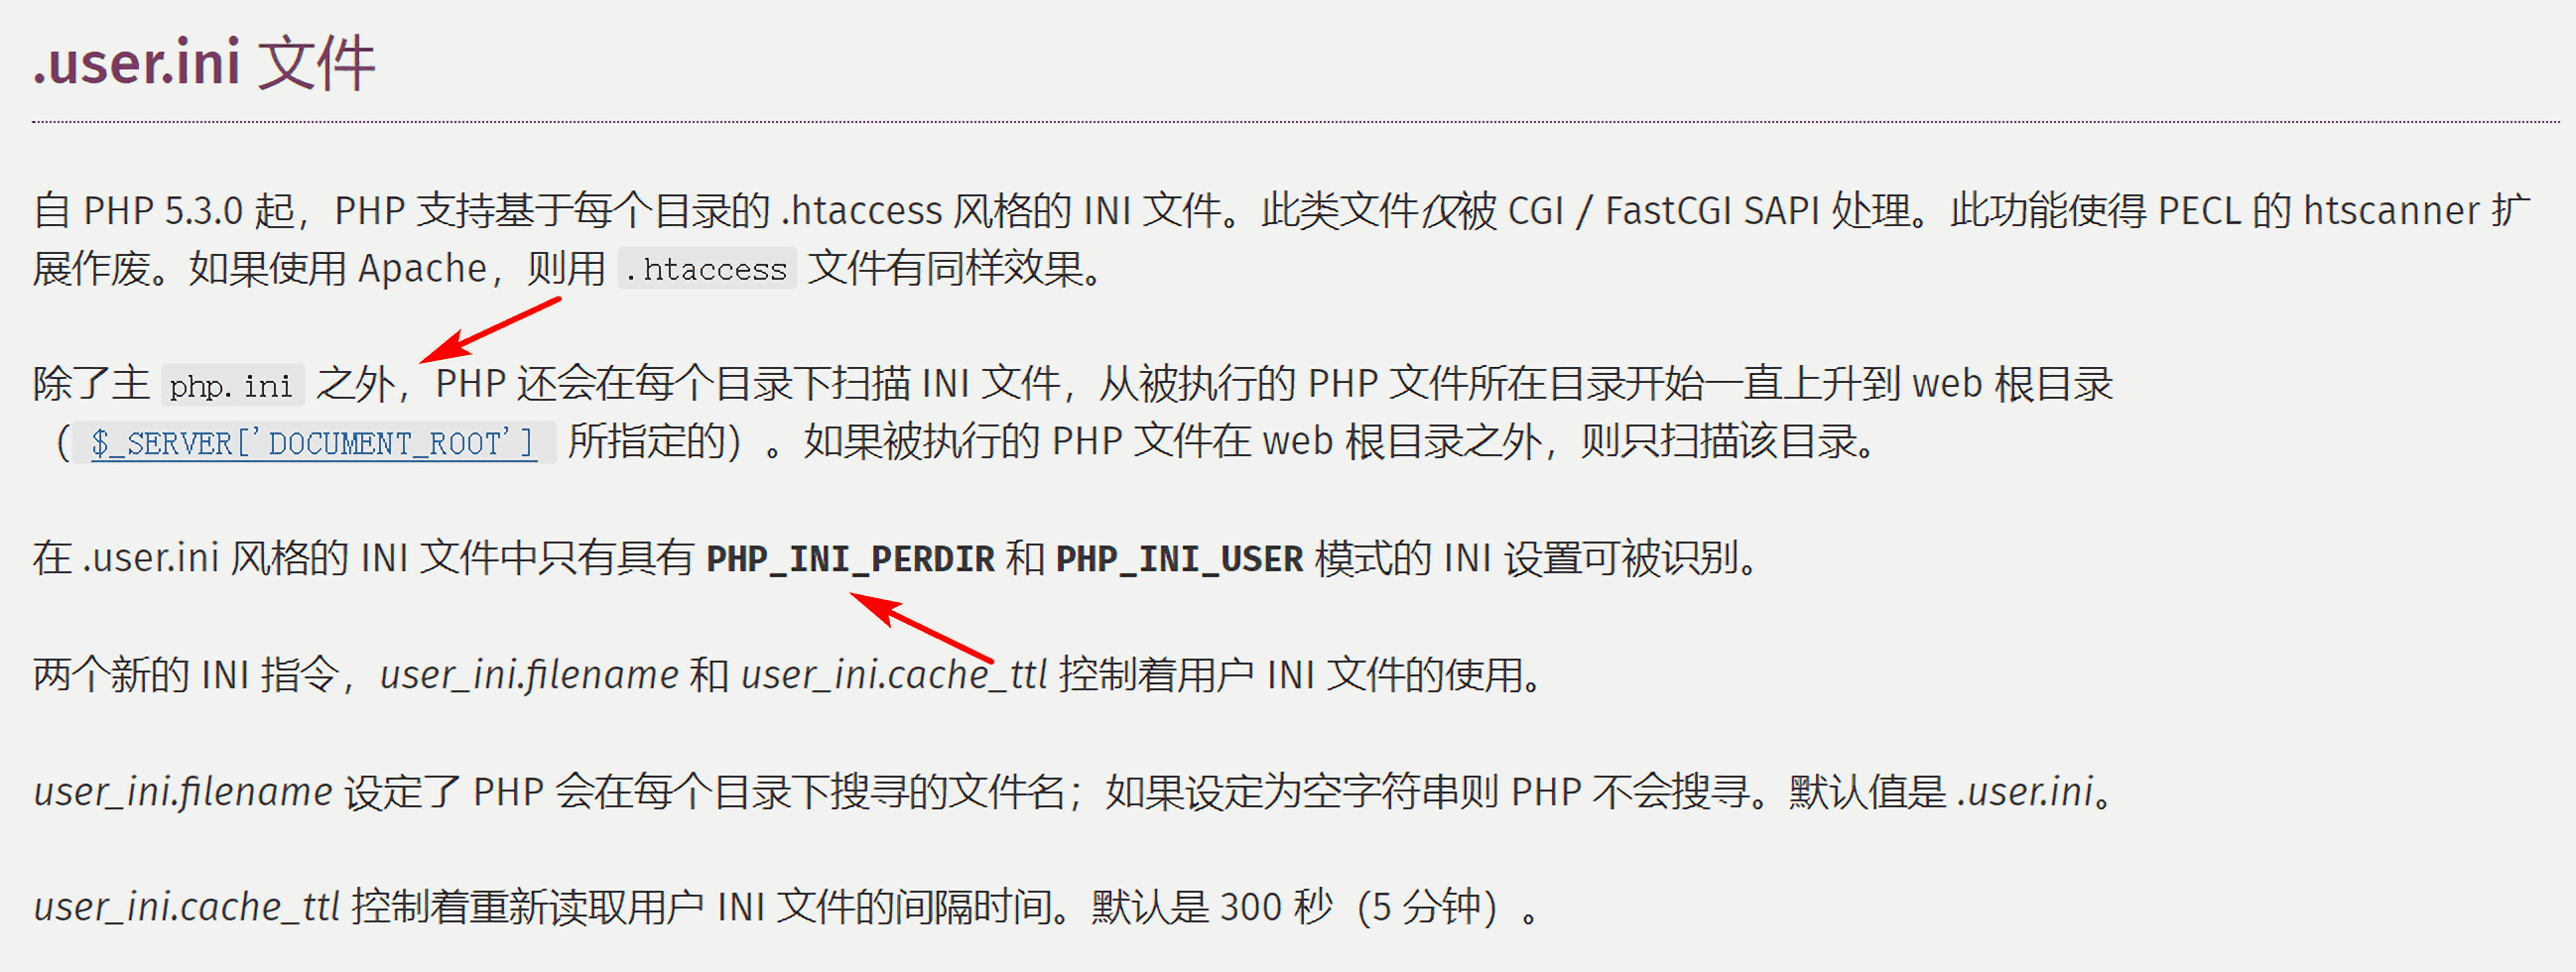 .user.ini 文件
自 PHP 5.3.0 起，PHP 支持基于每个目录的 .htaccess 风格的 INI 文件。此类文件仅被 CGI / FastCGI SAPI 处理。此功能使得 PECL 的 htscanner 扩
展作废。如果使用 Apache，则用 .htaccess 文件有同样效果。
除了主 php.ini 之外，PHP 还会在每个目录下扫描 INI 文件，从被执行的 PHP 文件所在目录开始一直上升到 web 根目录
（$_SERVER['DOCUMENT_ROOT'] 所指定的）。如果被执行的 PHP 文件在 web 根目录之外，则只扫描该目录。
在 .user.ini 风格的 INI 文件中只有具有 PHP_INI_PERDIR 和 PHP_INI_USER 模式的 INI 设置可被识别。
两个新的 INI 指令，user_ini.filename 和 user_ini.cache_ttl 控制着用户 INI 文件的使用。
user_ini.filename 设定了 PHP 会在每个目录下搜寻的文件名；如果设定为空字符串则 PHP 不会搜寻。默认值是 .user.ini。
user_ini.cache_ttl 控制着重新读取用户 INI 文件的间隔时间。默认是 300 秒（5 分钟）。